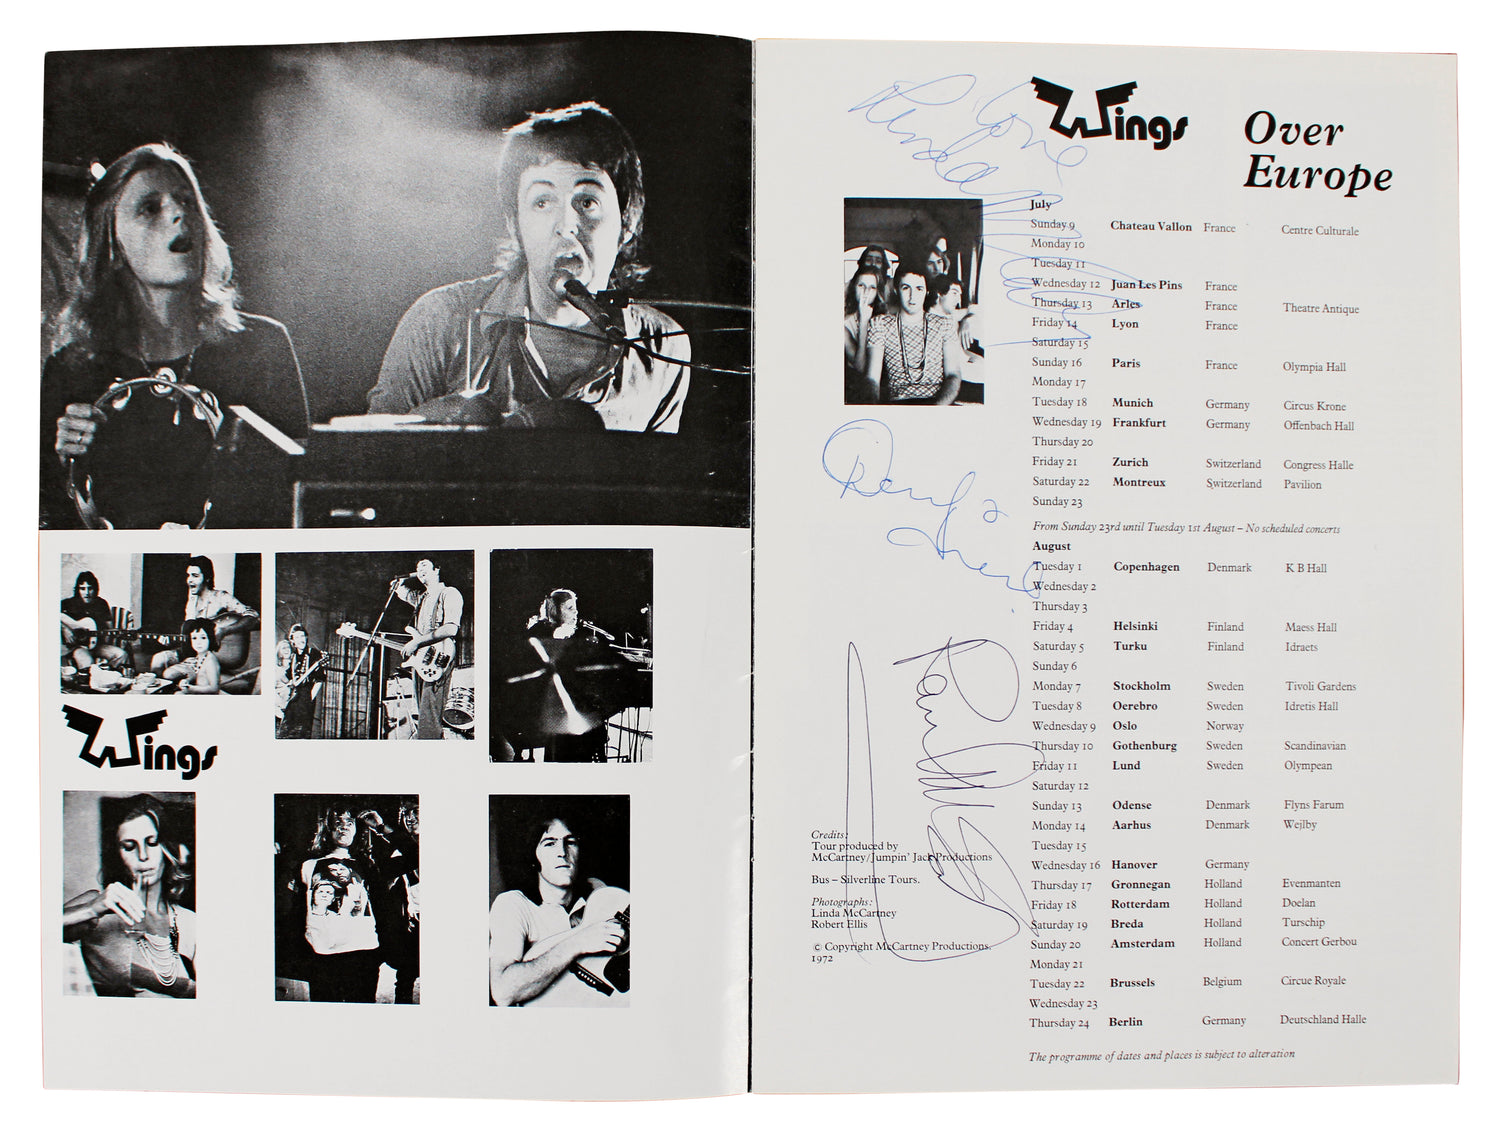 Wings
Wings
Over
Europe
July
Sunday 9 Chateau Vallon France Centre Culturale
Monday 10
Tuesday 11
Wednesday 12 Juan Les Pins France
Thursday 13 Arles France Theatre Antique
Friday 14 Lyon France
Saturday 15
Sunday 16 Paris France Olympia Hall
Monday 17
Tuesday 18 Munich Germany Circus Krone
Wednesday 19 Frankfurt Germany Offenbach Hall
Thursday 20
Friday 21 Zurich Switzerland Congress Halle
Saturday 22 Montreux Switzerland Pavilion
Sunday 23
From Sunday 23rd until Tuesday 1st August – No scheduled concerts
August
Tuesday 1 Copenhagen Denmark K B Hall
Wednesday 2
Thursday 3
Friday 4 Helsinki Finland Maess Hall
Saturday 5 Turku Finland Idraets
Sunday 6
Monday 7 Stockholm Sweden Tivoli Gardens
Tuesday 8 Oerebro Sweden Idretis Hall
Wednesday 9 Oslo Norway
Thursday 10 Gothenburg Sweden Scandinavian
Friday 11 Lund Sweden Olympean
Saturday 12
Sunday 13 Odense Denmark Flyns Farum
Monday 14 Aarhus Denmark Wejlby
Tuesday 15
Wednesday 16 Hanover Germany
Thursday 17 Gronnegan Holland Evenmanten
Friday 18 Rotterdam Holland Doelan
Saturday 19 Breda Holland Turschip
Sunday 20 Amsterdam Holland Concert Gerbou
Monday 21
Tuesday 22 Brussels Belgium Circue Royale
Wednesday 23
Thursday 24 Berlin Germany Deutschland Halle
The programme of dates and places is subject to alteration
love
Linda
Denny
Paul
Credits:
Tour produced by
McCartney/Jumpin' Jack Productions
Bus – Silverline Tours.
Photographs:
Linda McCartney
Robert Ellis
© Copyright McCartney Productions.
1972